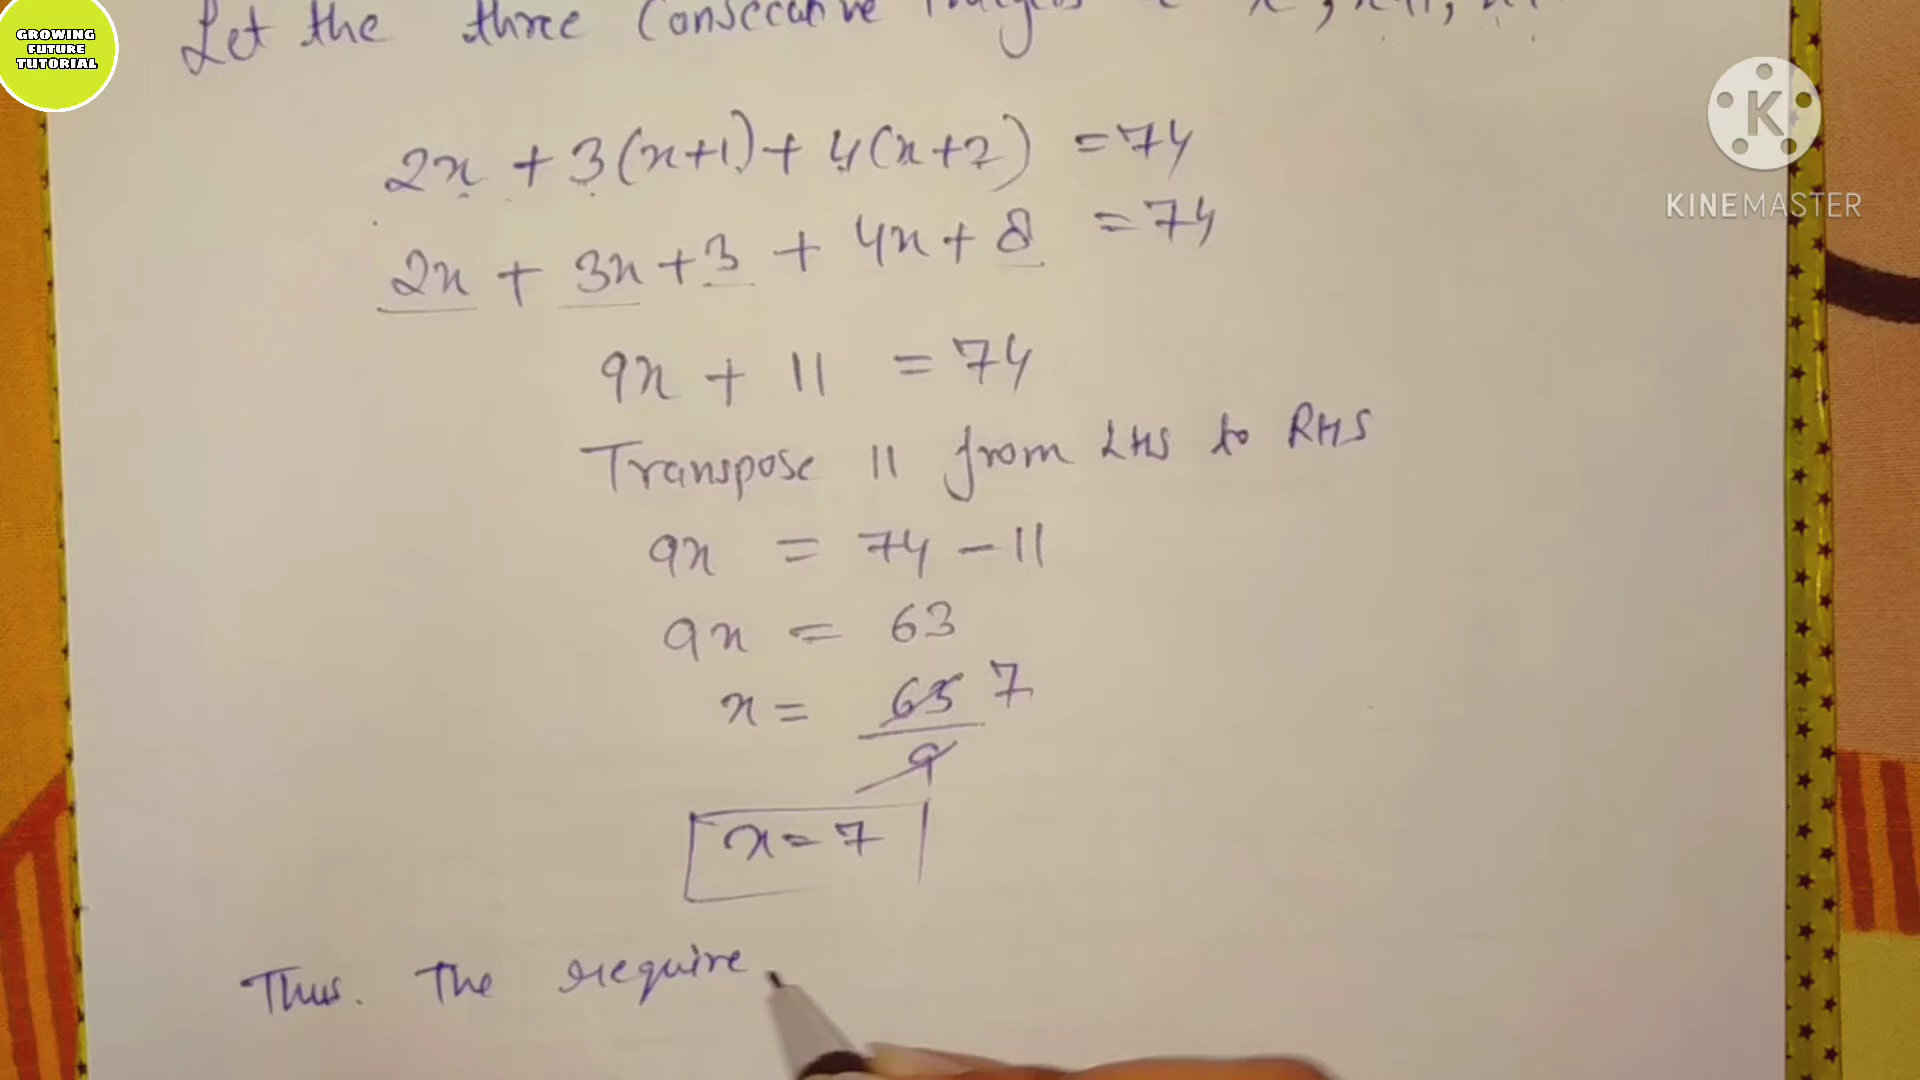 GROWING
FUTURE
TUTORIAL
Let the three Consecutive x, x+1,
K
KINEMASTER
2x + 3(x+1) + 4(x+2) = 74
2x + 3x + 3 + 4x + 8 = 74
9x + 11 = 74
Transpose 11 from LHS to RHS
9x = 74 - 11
9x = 63
x = 63/9 7
x = 7
Thus. The require